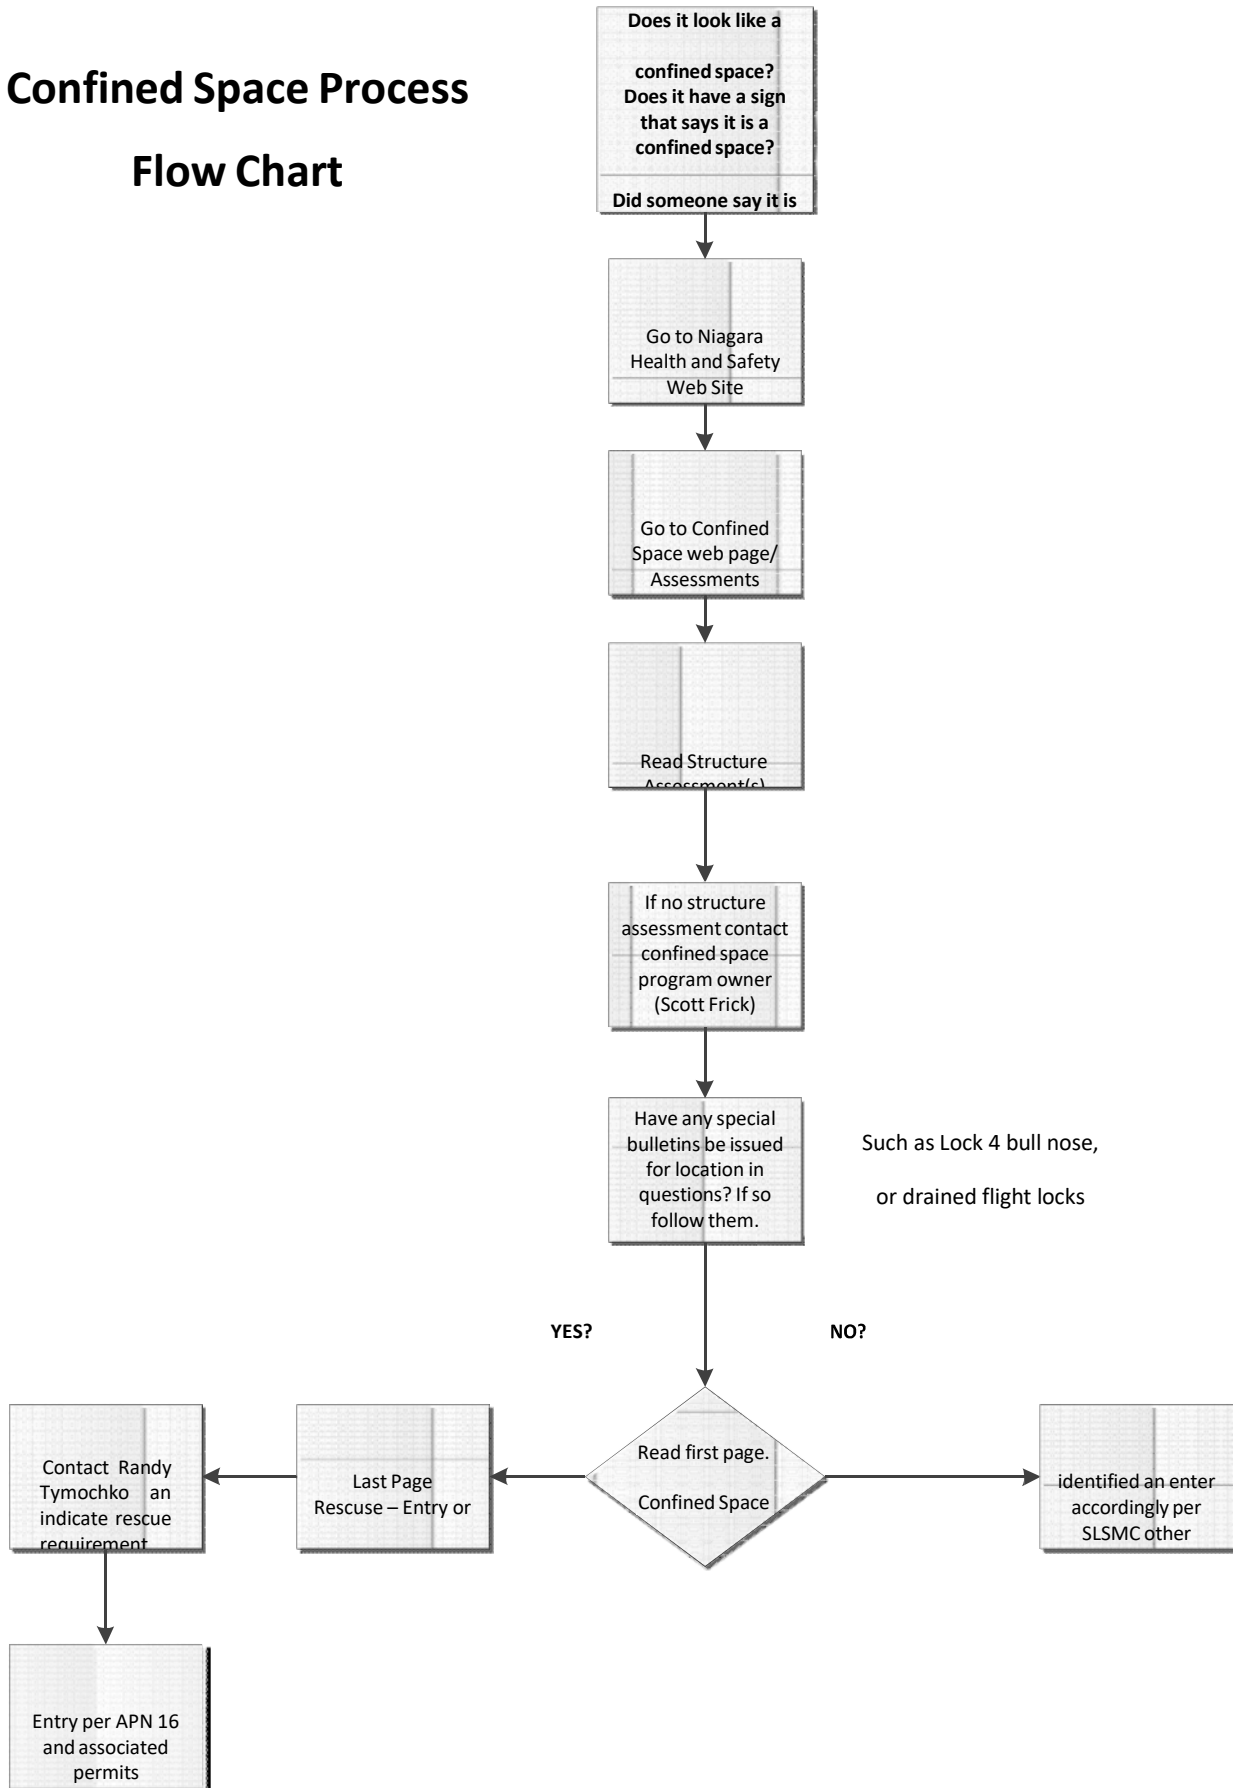 Confined Space Process
Flow Chart
Does it look like a
confined space?
Does it have a sign
that says it is a
confined space?
Did someone say it is
Go to Niagara
Health and Safety
Web Site
Go to Confined
Space web page/
Assessments
Read Structure
Assessment(s)
If no structure
assessment contact
confined space
program owner
(Scott Frick)
Have any special
bulletins be issued
for location in
questions? If so
follow them.
Such as Lock 4 bull nose,
or drained flight locks
YES?
NO?
Read first page.
Confined Space
Last Page
Rescuse – Entry or
Contact Randy
Tymochko an
indicate rescue
requirement
identified an enter
accordingly per
SLSMC other
Entry per APN 16
and associated
permits